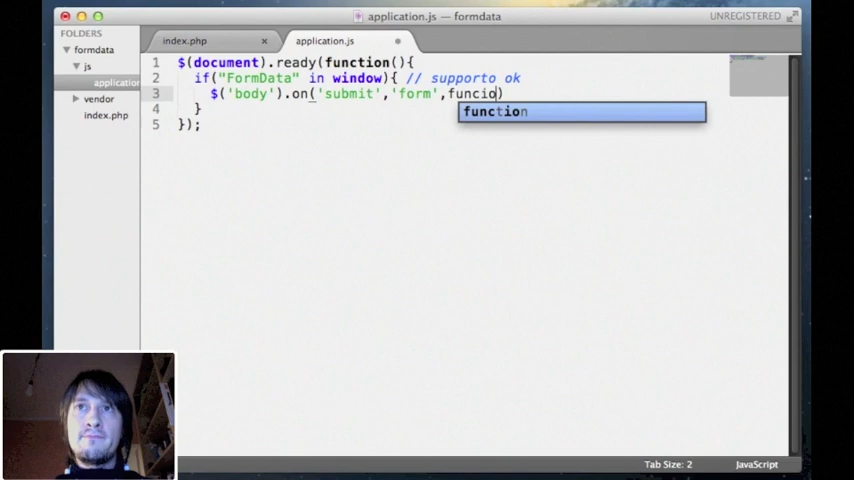 application.js — formdata
UNREGISTERED
FOLDERS
formdata
js
applicatio
vendor
index.php
index.php ×
application.js
1 $(document).ready(function(){
2 if("FormData" in window){ // supporto ok
3 $('body').on('submit','form',funcio)
4 }
5 });
function
Tab Size: 2
JavaScript